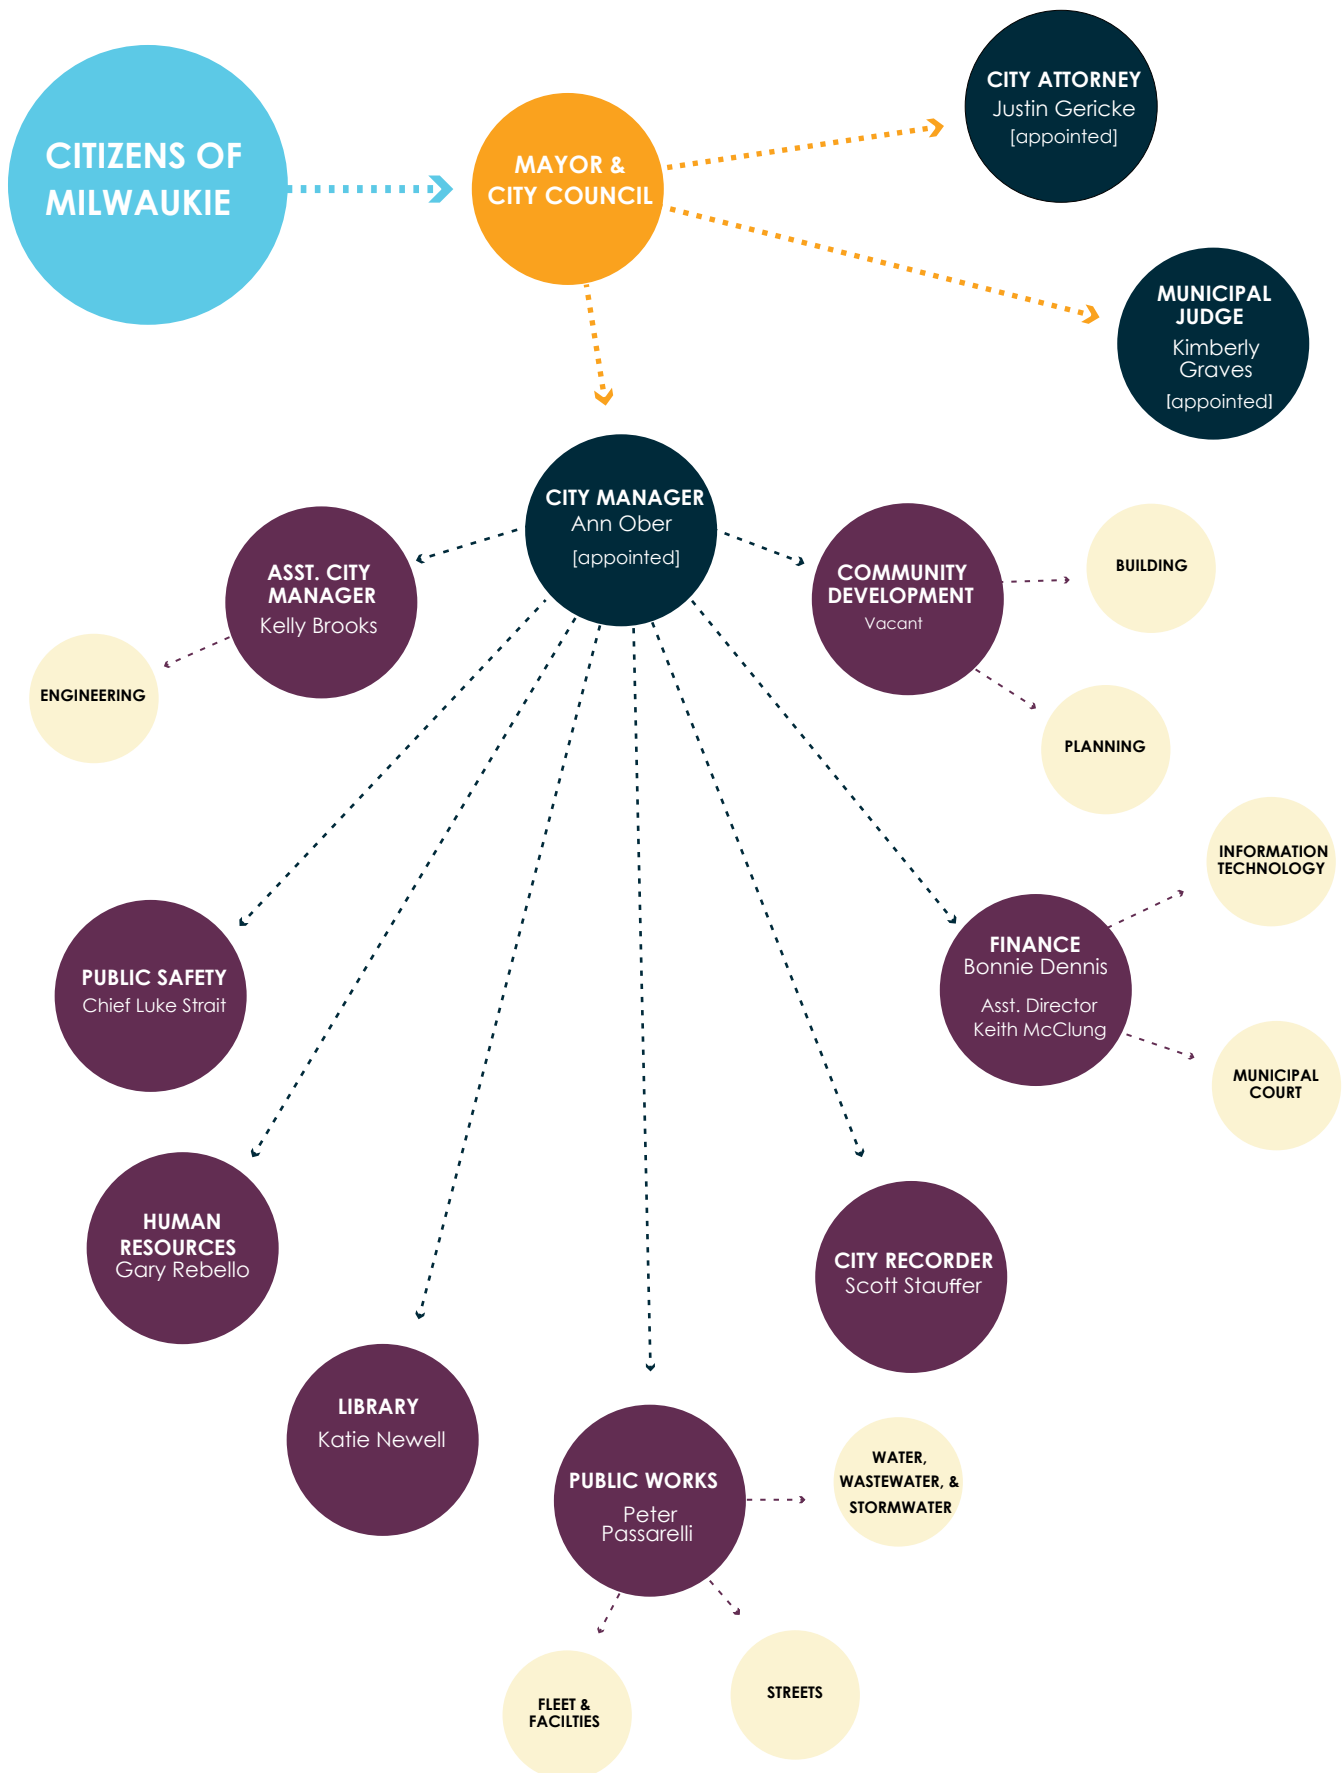 CITY ATTORNEY
Justin Gericke
[appointed]
CITIZENS OF
MILWAUKIE
MAYOR &
CITY COUNCIL
MUNICIPAL
JUDGE
Kimberly
Graves
[appointed]
CITY MANAGER
Ann Ober
[appointed]
ASST. CITY
MANAGER
Kelly Brooks
COMMUNITY
DEVELOPMENT
Vacant
BUILDING
ENGINEERING
PLANNING
INFORMATION
TECHNOLOGY
PUBLIC SAFETY
Chief Luke Strait
FINANCE
Bonnie Dennis
Asst. Director
Keith McClung
MUNICIPAL
COURT
HUMAN
RESOURCES
Gary Rebello
CITY RECORDER
Scott Stauffer
LIBRARY
Katie Newell
PUBLIC WORKS
Peter
Passarelli
WATER,
WASTEWATER, &
STORMWATER
FLEET &
FACILTIES
STREETS